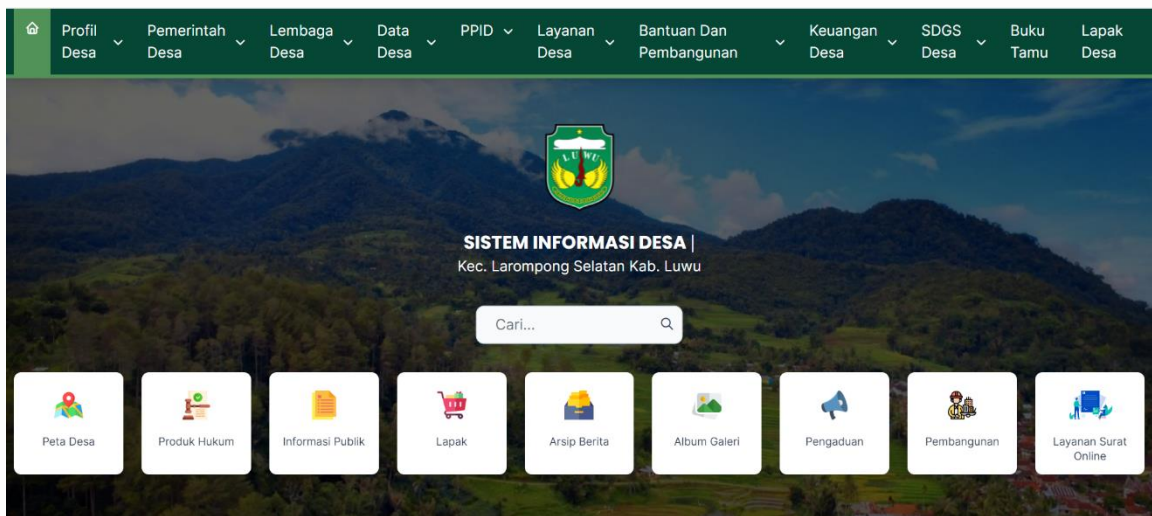 Profil
Desa
Pemerintah
Desa
Lembaga
Desa
Data
Desa
PPID
Layanan
Desa
Bantuan Dan
Pembangunan
Keuangan
Desa
SDGS
Desa
Buku
Tamu
Lapak
Desa
LUWU
SISTEM INFORMASI DESA |
Kec. Larompong Selatan Kab. Luwu
Cari...
Peta Desa
Produk Hukum
Informasi Publik
Lapak
Arsip Berita
Album Galeri
Pengaduan
Pembangunan
Layanan Surat
Online